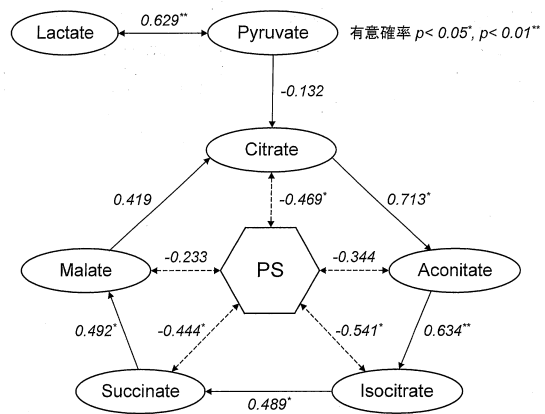 0.629**
Lactate
Pyruvate
有意確率 p< 0.05*, p< 0.01**
-0.132
Citrate
0.419
-0.469*
0.713*
-0.233
-0.344
Malate
PS
Aconitate
0.492*
-0.444*
-0.541*
0.634**
Succinate
0.489*
Isocitrate